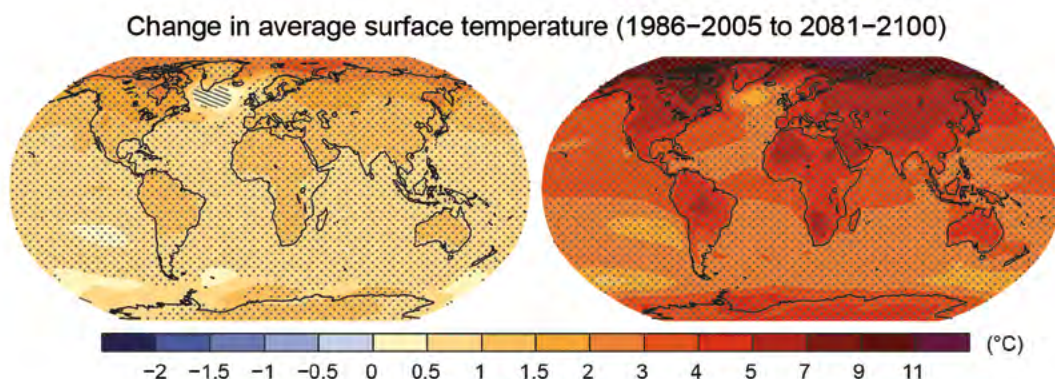 Change in average surface temperature (1986−2005 to 2081−2100)
(°C)
−2 −1.5 −1 −0.5 0 0.5 1 1.5 2 3 4 5 7 9 11